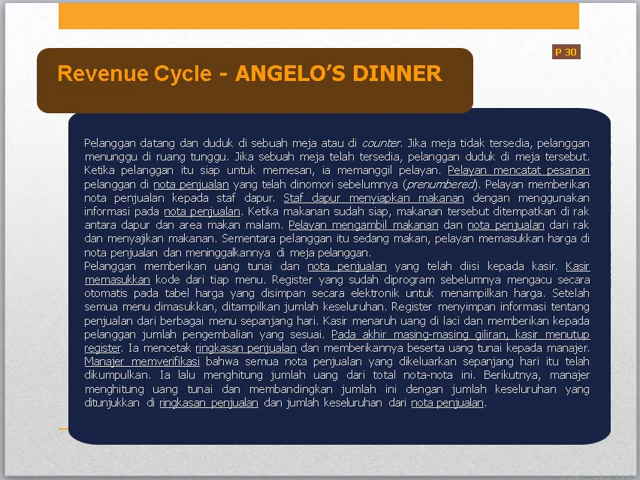 P 30
Revenue Cycle - ANGELO'S DINNER
Pelanggan datang dan duduk di sebuah meja atau di counter. Jika meja tidak tersedia, pelanggan
menunggu di ruang tunggu. Jika sebuah meja telah tersedia, pelanggan duduk di meja tersebut.
Ketika pelanggan itu siap untuk memesan, ia memanggil pelayan. Pelayan mencatat pesanan
pelanggan di nota penjualan yang telah dinomori sebelumnya (prenumbered). Pelayan memberikan
nota penjualan kepada staf dapur. Staf dapur menyiapkan makanan dengan menggunakan
informasi pada nota penjualan. Ketika makanan sudah siap, makanan tersebut ditempatkan di rak
antara dapur dan area makan malam. Pelayan mengambil makanan dan nota penjualan dari rak
dan menyajikan makanan. Sementara pelanggan itu sedang makan, pelayan memasukkan harga di
nota penjualan dan meninggalkannya di meja pelanggan.
Pelanggan memberikan uang tunai dan nota penjualan yang telah diisi kepada kasir. Kasir
memasukkan kode dari tiap menu. Register yang sudah diprogram sebelumnya mengacu secara
otomatis pada tabel harga yang disimpan secara elektronik untuk menampilkan harga. Setelah
semua menu dimasukkan, ditampilkan jumlah keseluruhan. Register menyimpan informasi tentang
penjualan dari berbagai menu sepanjang hari. Kasir menaruh uang di laci dan memberikan kepada
pelanggan jumlah pengembalian yang sesuai. Pada akhir masing-masing giliran, kasir menutup
register. Ia mencetak ringkasan penjualan dan memberikannya beserta uang tunai kepada manajer.
Manajer memverifikasi bahwa semua nota penjualan yang dikeluarkan sepanjang hari itu telah
dikumpulkan. Ia lalu menghitung jumlah uang dari total nota-nota ini. Berikutnya, manajer
menghitung uang tunai dan membandingkan jumlah ini dengan jumlah keseluruhan yang
ditunjukkan di ringkasan penjualan dan jumlah keseluruhan dari nota penjualan.